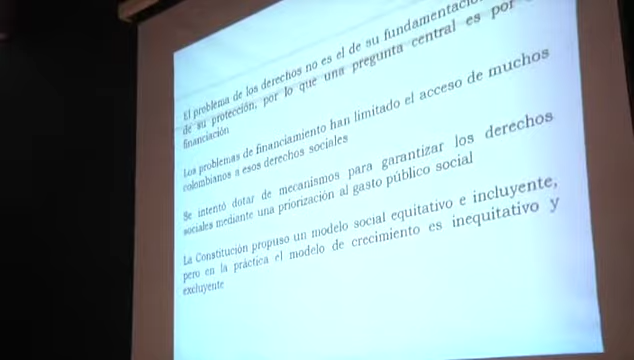 El problema de los derechos no es el de su
de su protección, por lo que una pregunta central es por
financiación
Los problemas de financiamiento han limitado el acceso de muchos
colombianos a esos derechos sociales
Se intentó dotar de mecanismos para garantizar los derechos
sociales mediante una priorización al gasto público social
La Constitución propuso un modelo social equitativo e incluyente,
pero en la práctica el modelo de crecimiento es inequitativo y
excluyente